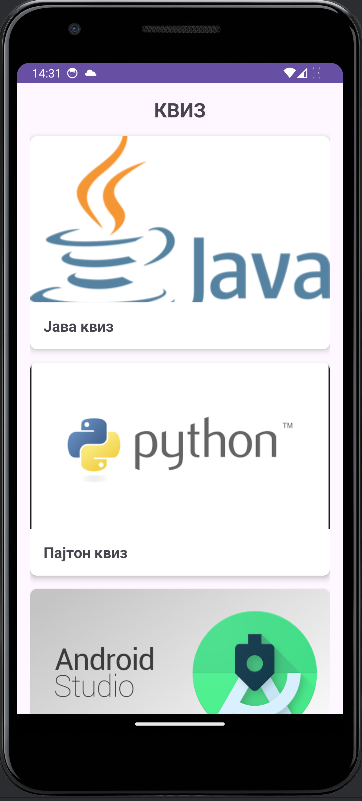 14:31
КВИЗ
Java
Јава квиз
python™
Пајтон квиз
Android
Studio